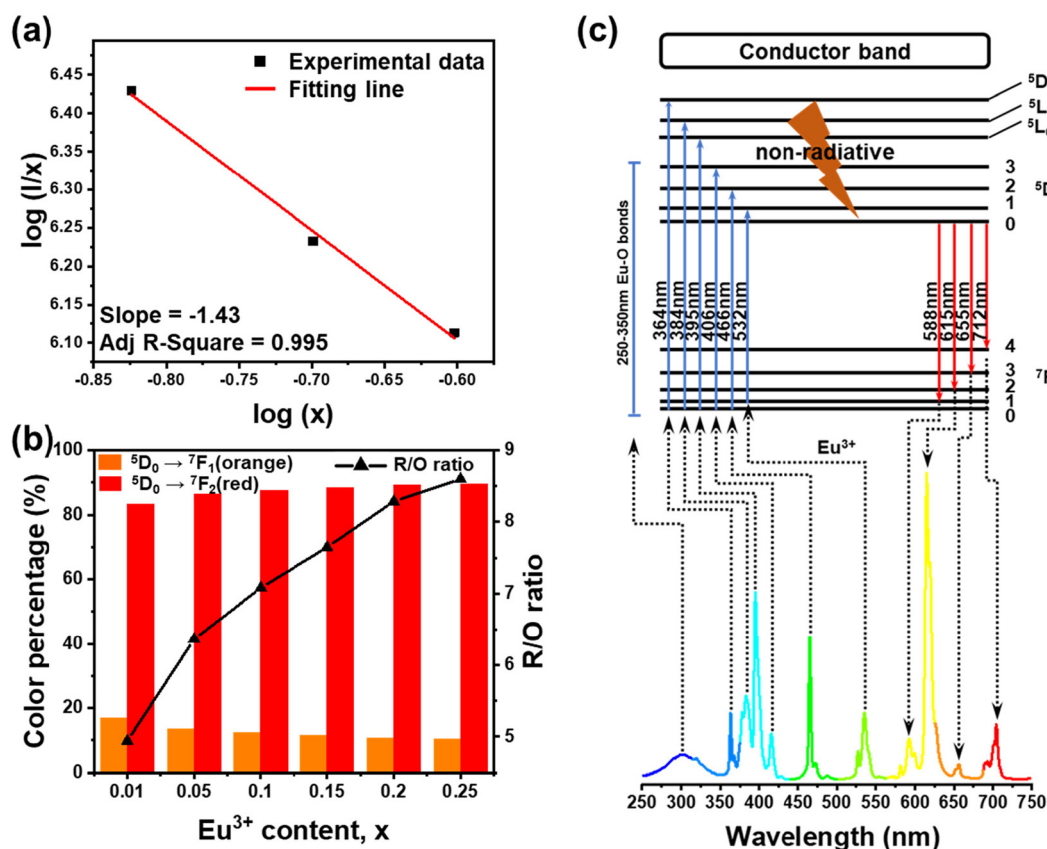 (a)
Experimental data
Fitting line
log (I/x)
6.45
6.40
6.35
6.30
6.25
6.20
6.15
6.10
Slope = -1.43
Adj R-Square = 0.995
-0.85 -0.80 -0.75 -0.70 -0.65 -0.60
log (x)
(b)
⁵D₀ → ⁷F₁(orange)
⁵D₀ → ⁷F₂(red)
R/O ratio
Color percentage (%)
100
80
60
40
20
0
9
8
7
6
5
R/O ratio
0.01 0.05 0.1 0.15 0.2 0.25
Eu³⁺ content, x
(c)
Conductor band
⁵D
⁵L
⁵L
non-radiative
3
2
1
0
⁵D
250-350nm Eu-O bonds
364nm
384nm
395nm
406nm
466nm
532nm
588nm
615nm
655nm
712nm
4
3
2
1
0
⁷F
Eu³⁺
250 300 350 400 450 500 550 600 650 700 750
Wavelength (nm)